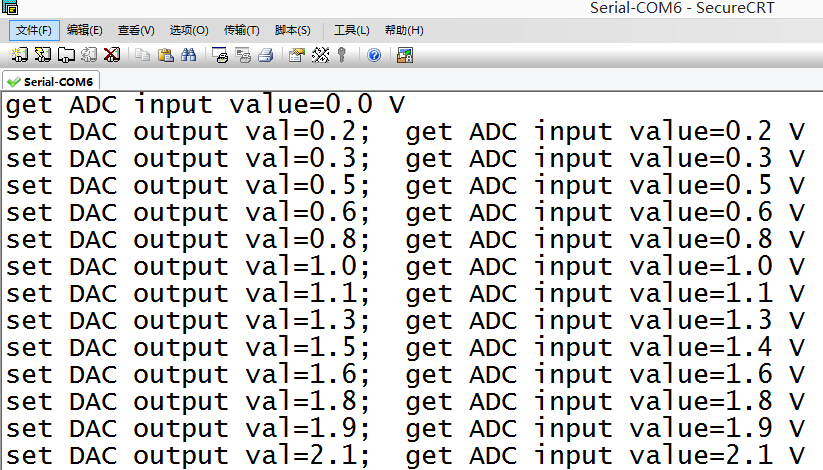 Serial-COM6 - SecureCRT
文件(F) 编辑(E) 查看(V) 选项(O) 传输(T) 脚本(S) 工具(L) 帮助(H)
Serial-COM6
get ADC input value=0.0 V
set DAC output val=0.2; get ADC input value=0.2 V
set DAC output val=0.3; get ADC input value=0.3 V
set DAC output val=0.5; get ADC input value=0.5 V
set DAC output val=0.6; get ADC input value=0.6 V
set DAC output val=0.8; get ADC input value=0.8 V
set DAC output val=1.0; get ADC input value=1.0 V
set DAC output val=1.1; get ADC input value=1.1 V
set DAC output val=1.3; get ADC input value=1.3 V
set DAC output val=1.5; get ADC input value=1.4 V
set DAC output val=1.6; get ADC input value=1.6 V
set DAC output val=1.8; get ADC input value=1.8 V
set DAC output val=1.9; get ADC input value=1.9 V
set DAC output val=2.1; get ADC input value=2.1 V